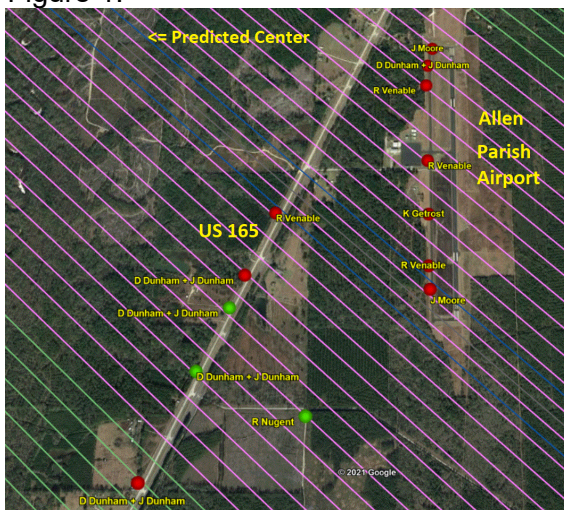 Figure 1.
<= Predicted Center
J Moore
D Dunham + J Dunham
R Venable
Allen
Parish
Airport
R Venable
K Getrost
R Venable
US 165
R Venable
D Dunham + J Dunham
J Moore
D Dunham + J Dunham
D Dunham + J Dunham
R Nugent
© 2021 Google
D Dunham + J Dunham